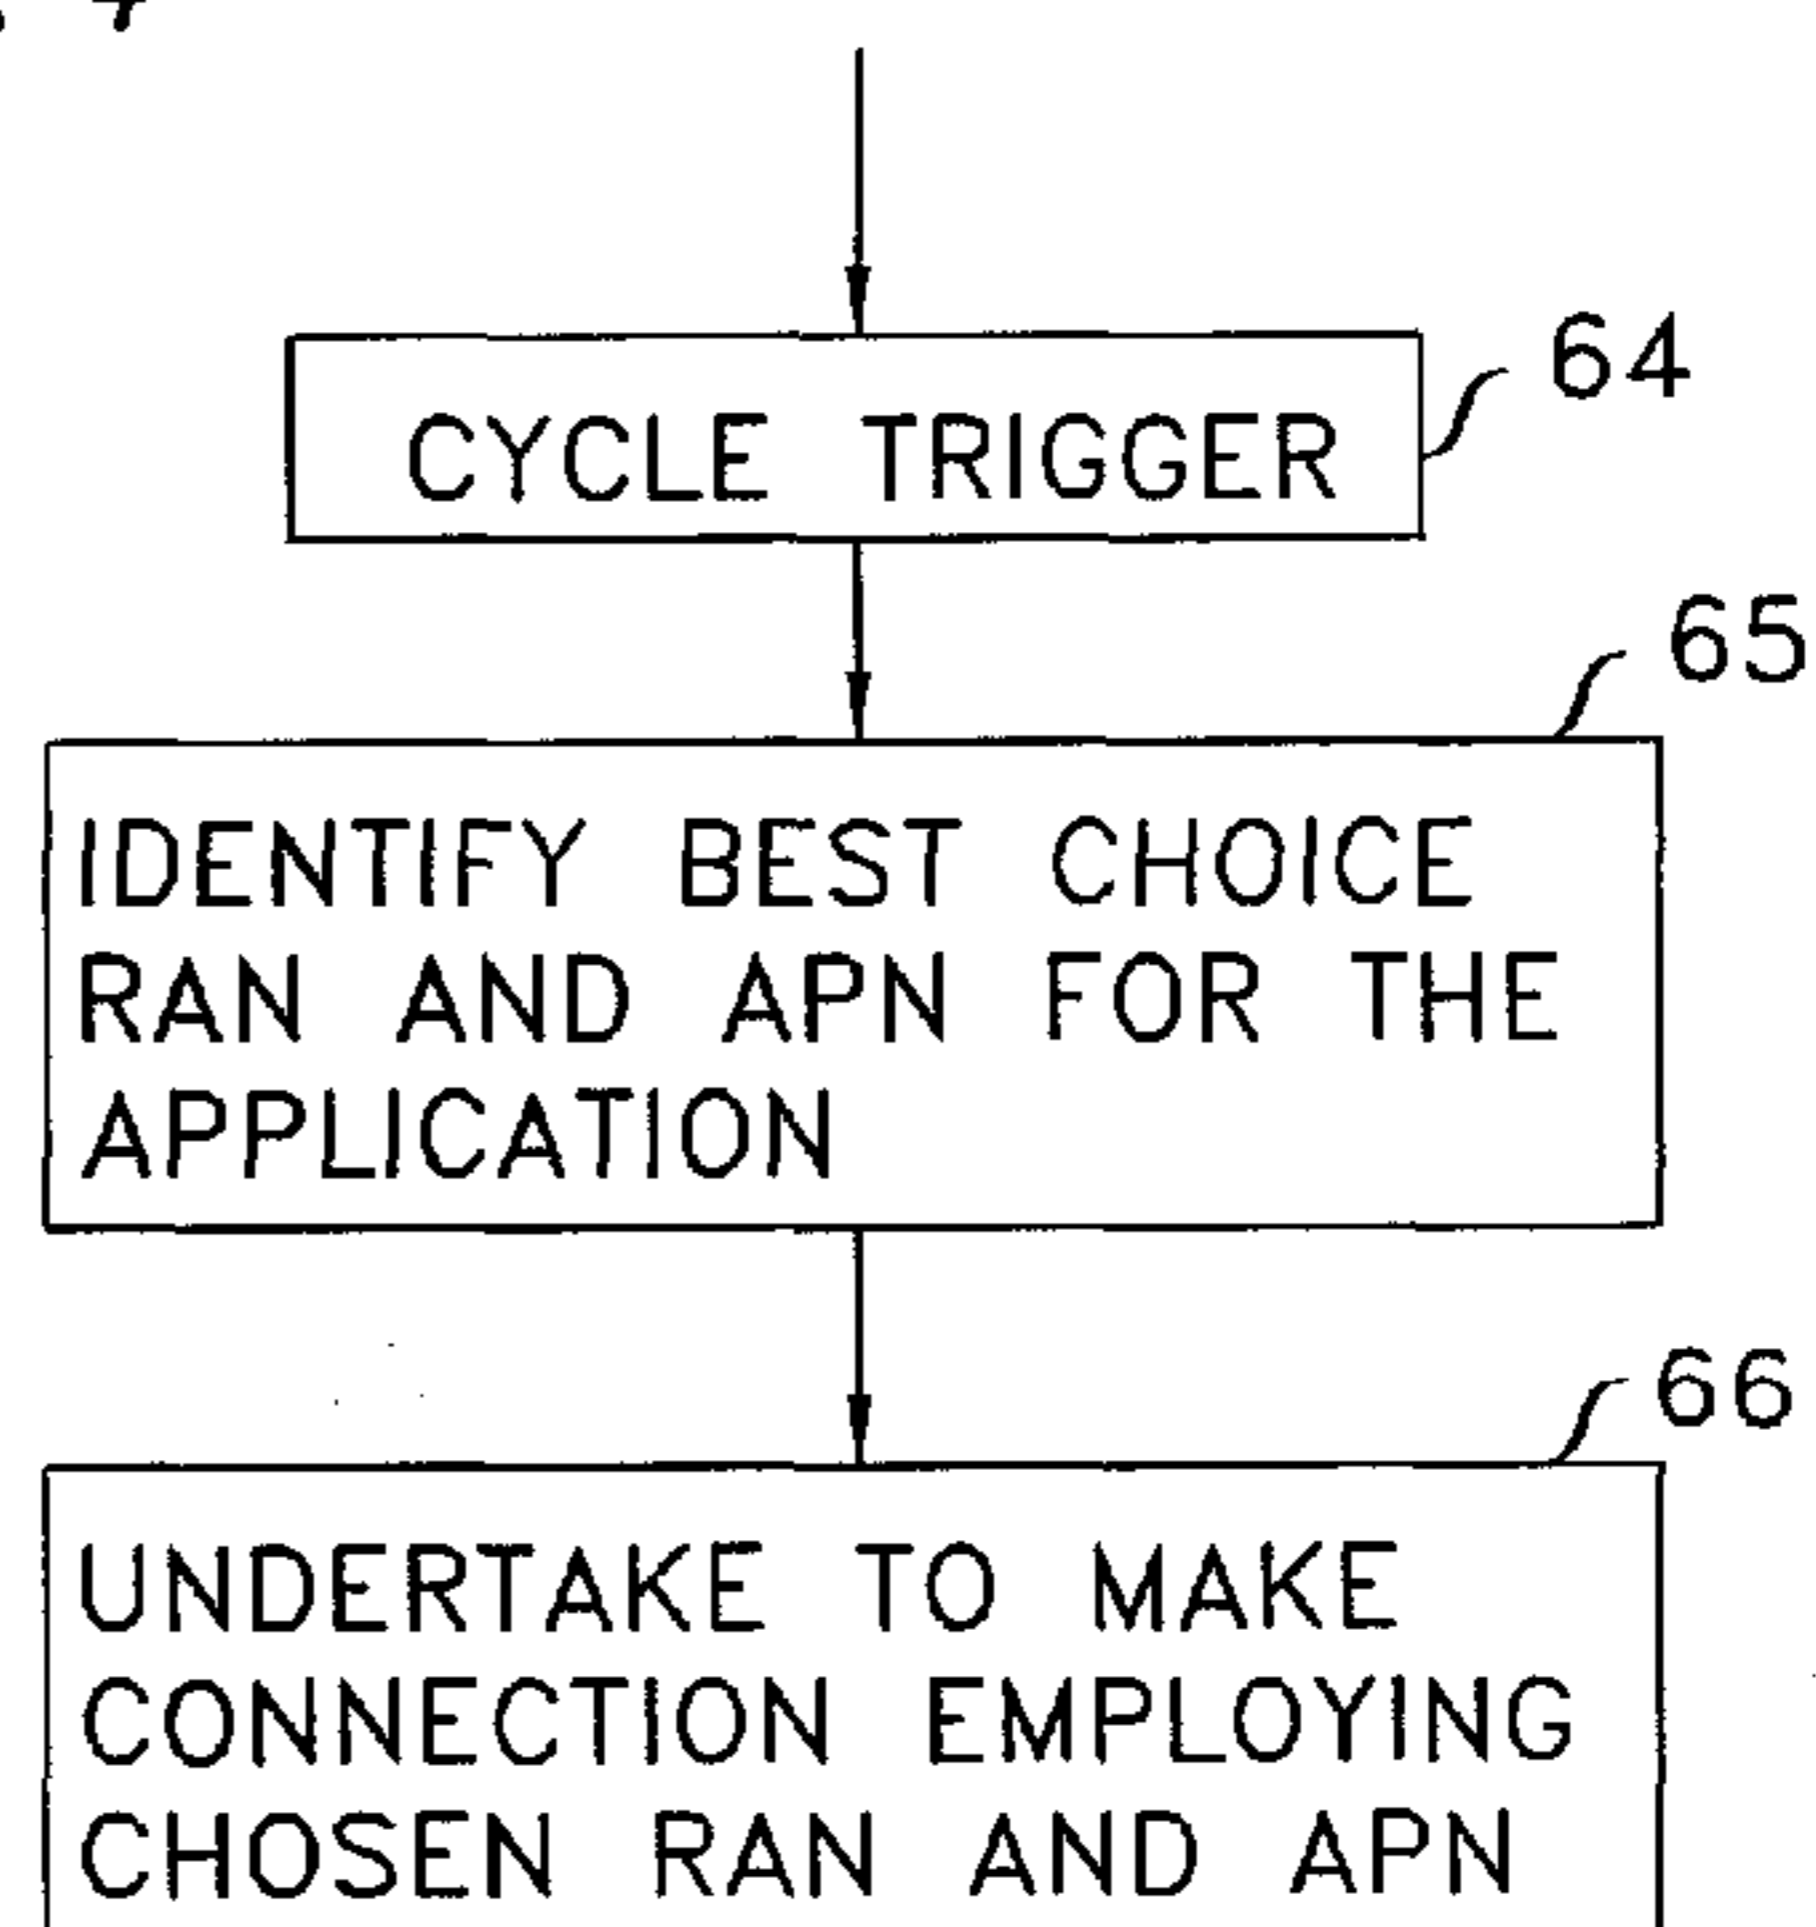 4
CYCLE TRIGGER
64
65
IDENTIFY BEST CHOICE
RAN AND APN FOR THE
APPLICATION
66
UNDERTAKE TO MAKE
CONNECTION EMPLOYING
CHOSEN RAN AND APN